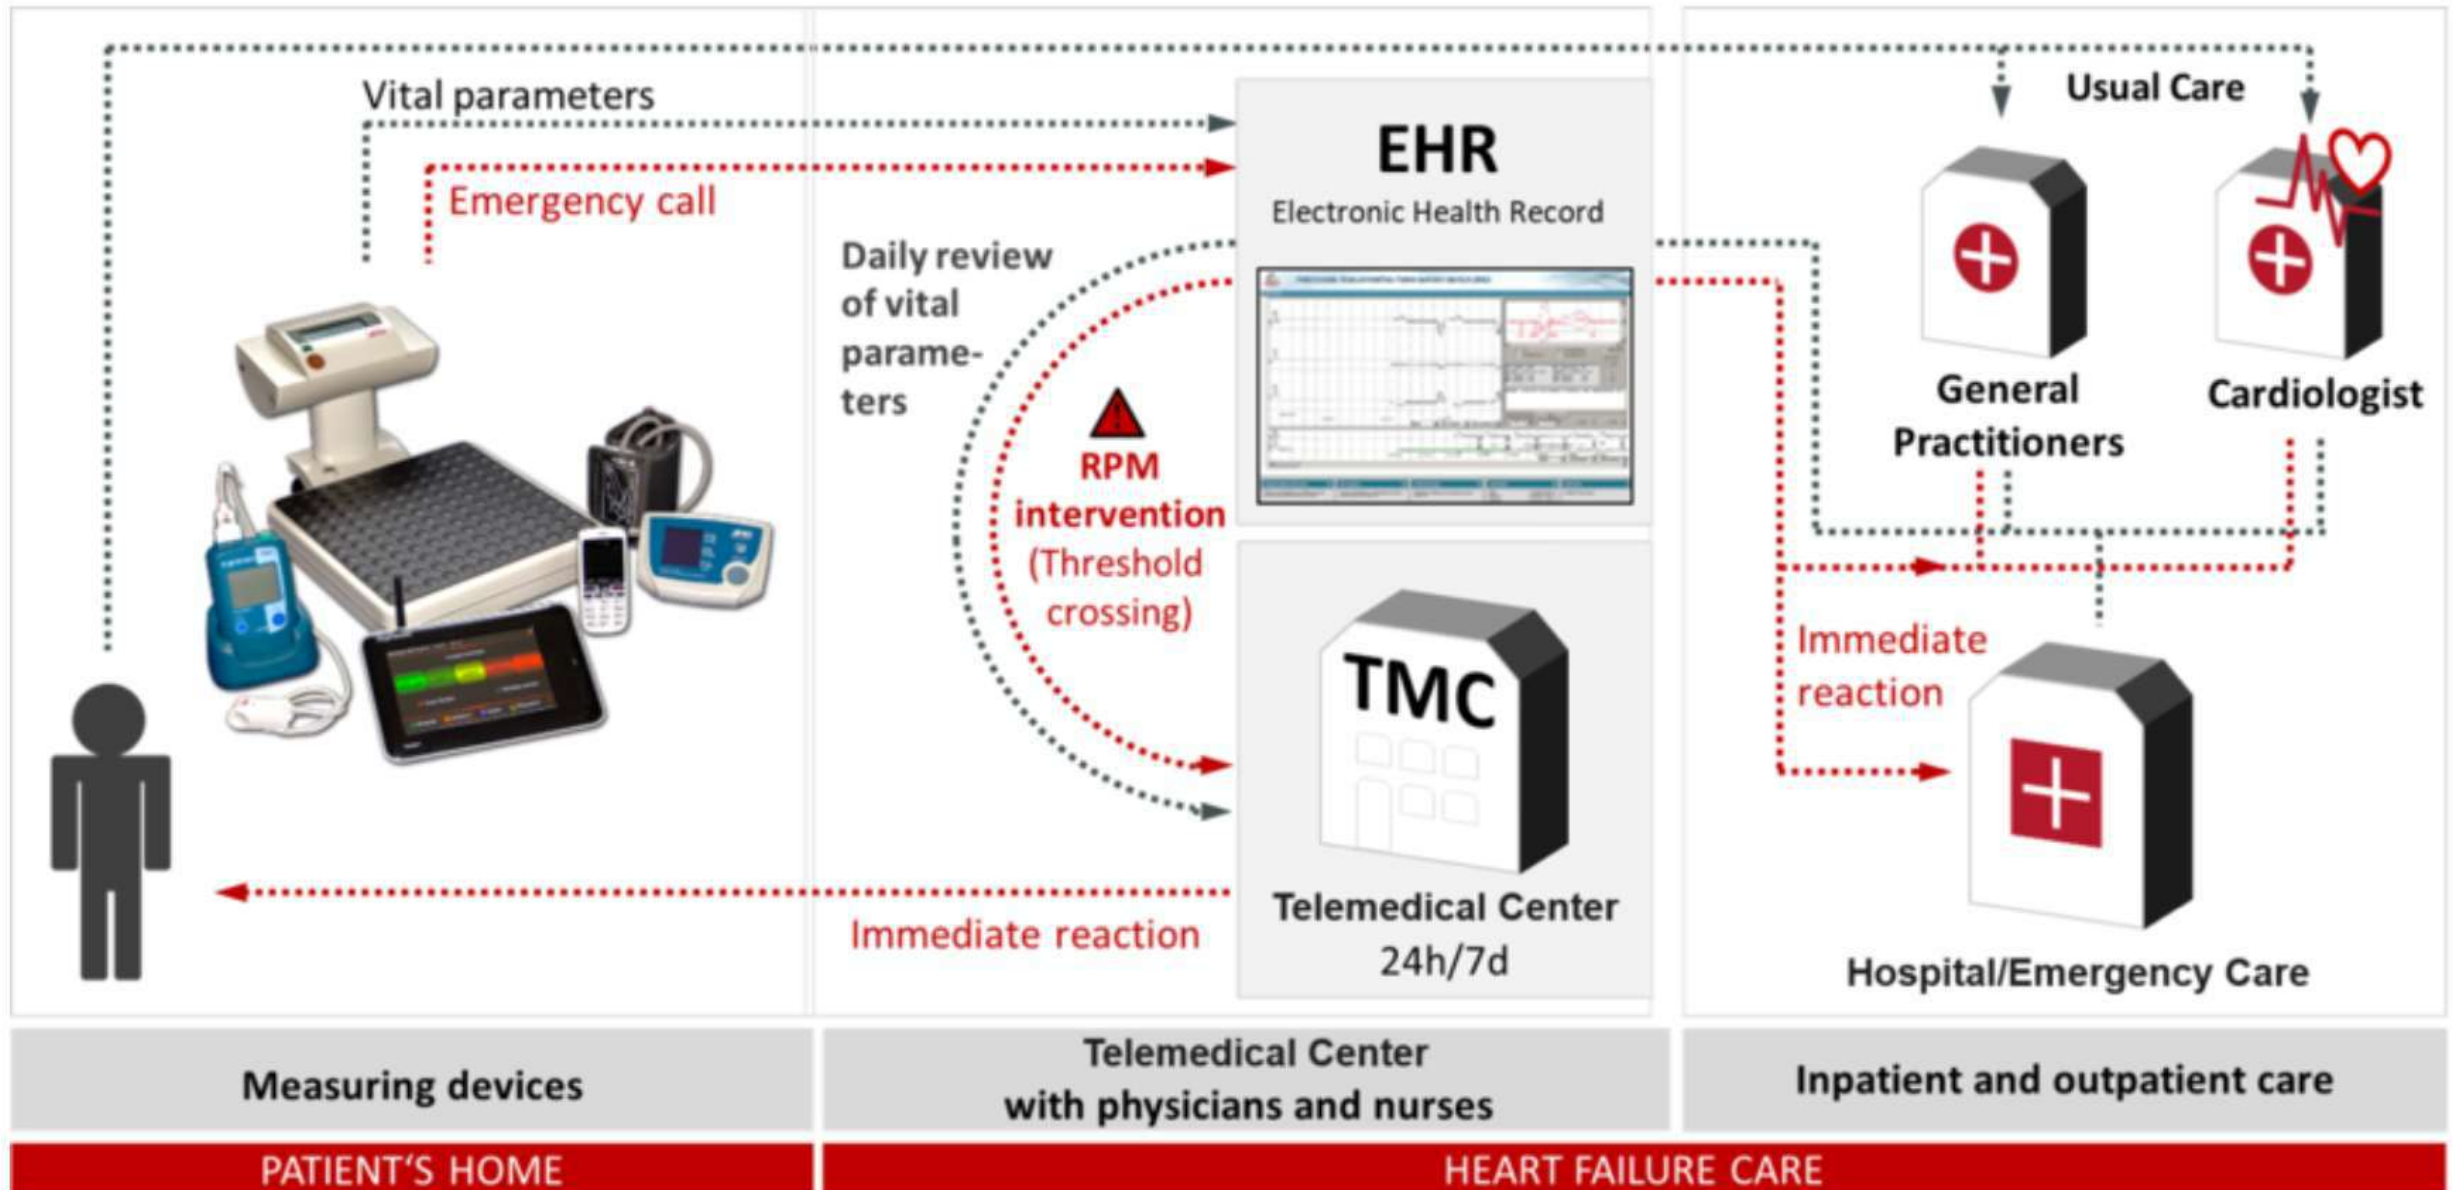 Vital parameters
Emergency call
EHR
Electronic Health Record
Daily review
of vital
parame-
ters
RPM
intervention
(Threshold
crossing)
TMC
Telemedical Center
24h/7d
Immediate reaction
Usual Care
General
Practitioners
Cardiologist
Immediate
reaction
Hospital/Emergency Care
Measuring devices
Telemedical Center
with physicians and nurses
Inpatient and outpatient care
PATIENT‘S HOME
HEART FAILURE CARE